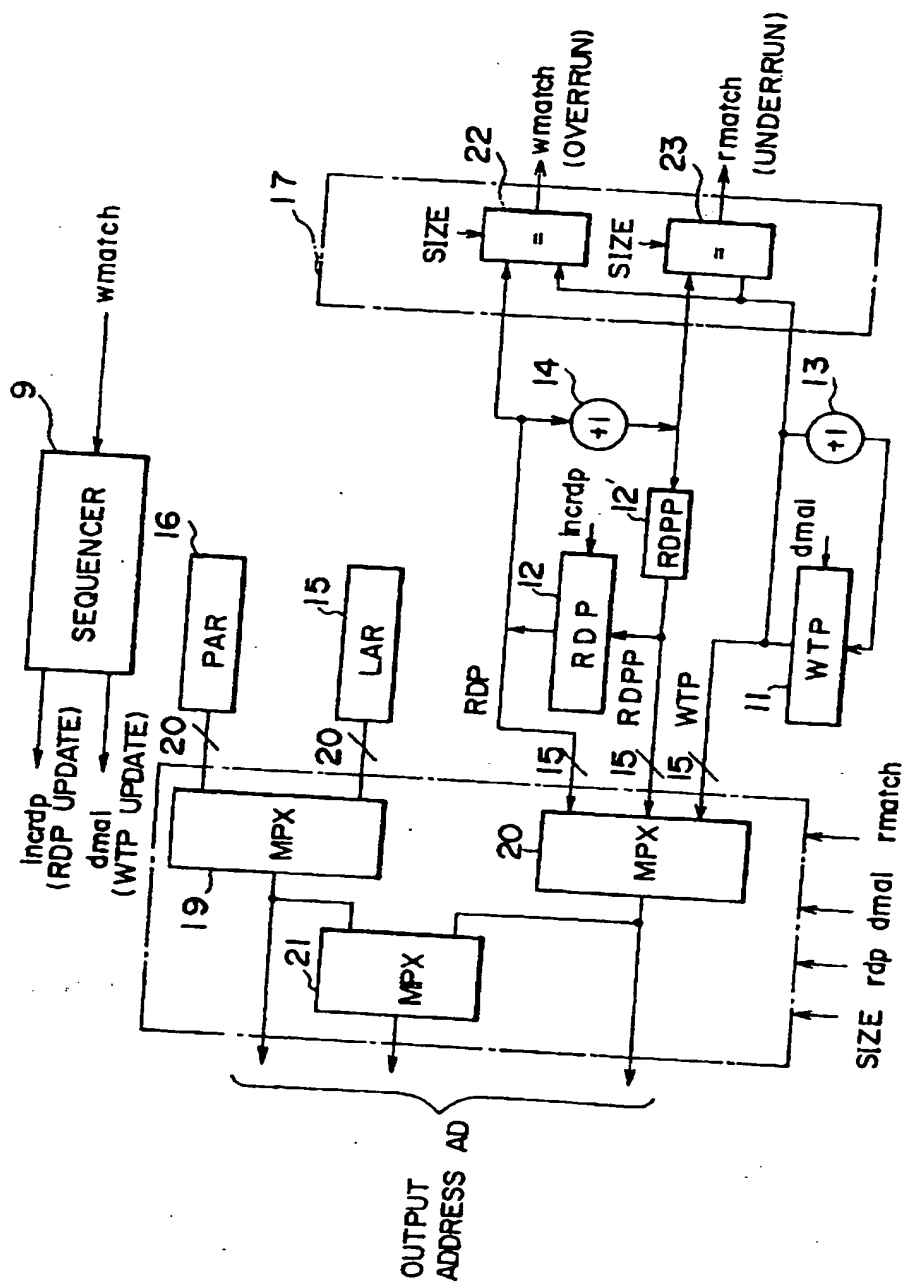 OUTPUT
ADDRESS AD
incrdp
(RDP UPDATE)
dmal
(WTP UPDATE)
9
SEQUENCER
wmatch
21
MPX
19
MPX
20
MPX
SIZE
rdp
dmal
rmatch
20
PAR
16
20
LAR
15
15
RDP
15
RDPP
15
WTP
RDP
12
incrdp
RDPP
12'
11
WTP
dmal
+1
14
+1
13
17
SIZE
=
22
wmatch
(OVERRUN)
SIZE
=
23
rmatch
(UNDERRUN)